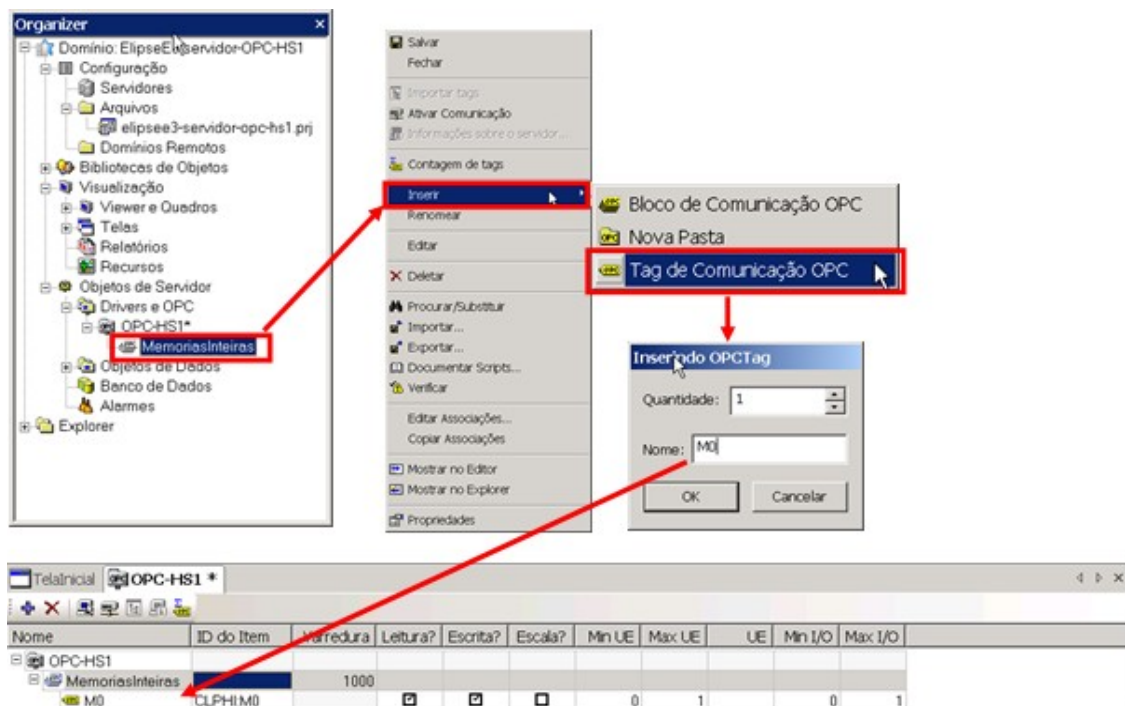 Organizer
Domínio: ElipseE3servidor-OPC-HS1
Configuração
Servidores
Arquivos
elipsee3-servidor-opc-hs1.prj
Domínios Remotos
Bibliotecas de Objetos
Visualização
Viewer e Quadros
Telas
Relatórios
Recursos
Objetos de Servidor
Drivers e OPC
OPC-HS1*
MemoriasInteiras
Objetos de Dados
Banco de Dados
Alarmes
Explorer
Salvar
Fechar
Importar tags
Ativar Comunicação
Informações sobre o servidor...
Contagem de tags
Inserir
Renomear
Editar
Deletar
Procurar/Substituir
Importar...
Exportar...
Documentar Scripts...
Verificar
Editar Associações...
Copiar Associações
Mostrar no Editor
Mostrar no Explorer
Propriedades
Bloco de Comunicação OPC
Nova Pasta
Tag de Comunicação OPC
Inserindo OPCTag
Quantidade: 1
Nome: M0
OK Cancelar
TelaInicial OPC-HS1 *
Nome ID do Item Varredura Leitura? Escrita? Escala? Min UE Max UE UE Min I/O Max I/O
OPC-HS1
MemoriasInteiras 1000
M0 CLPHI.M0 0 1 0 1